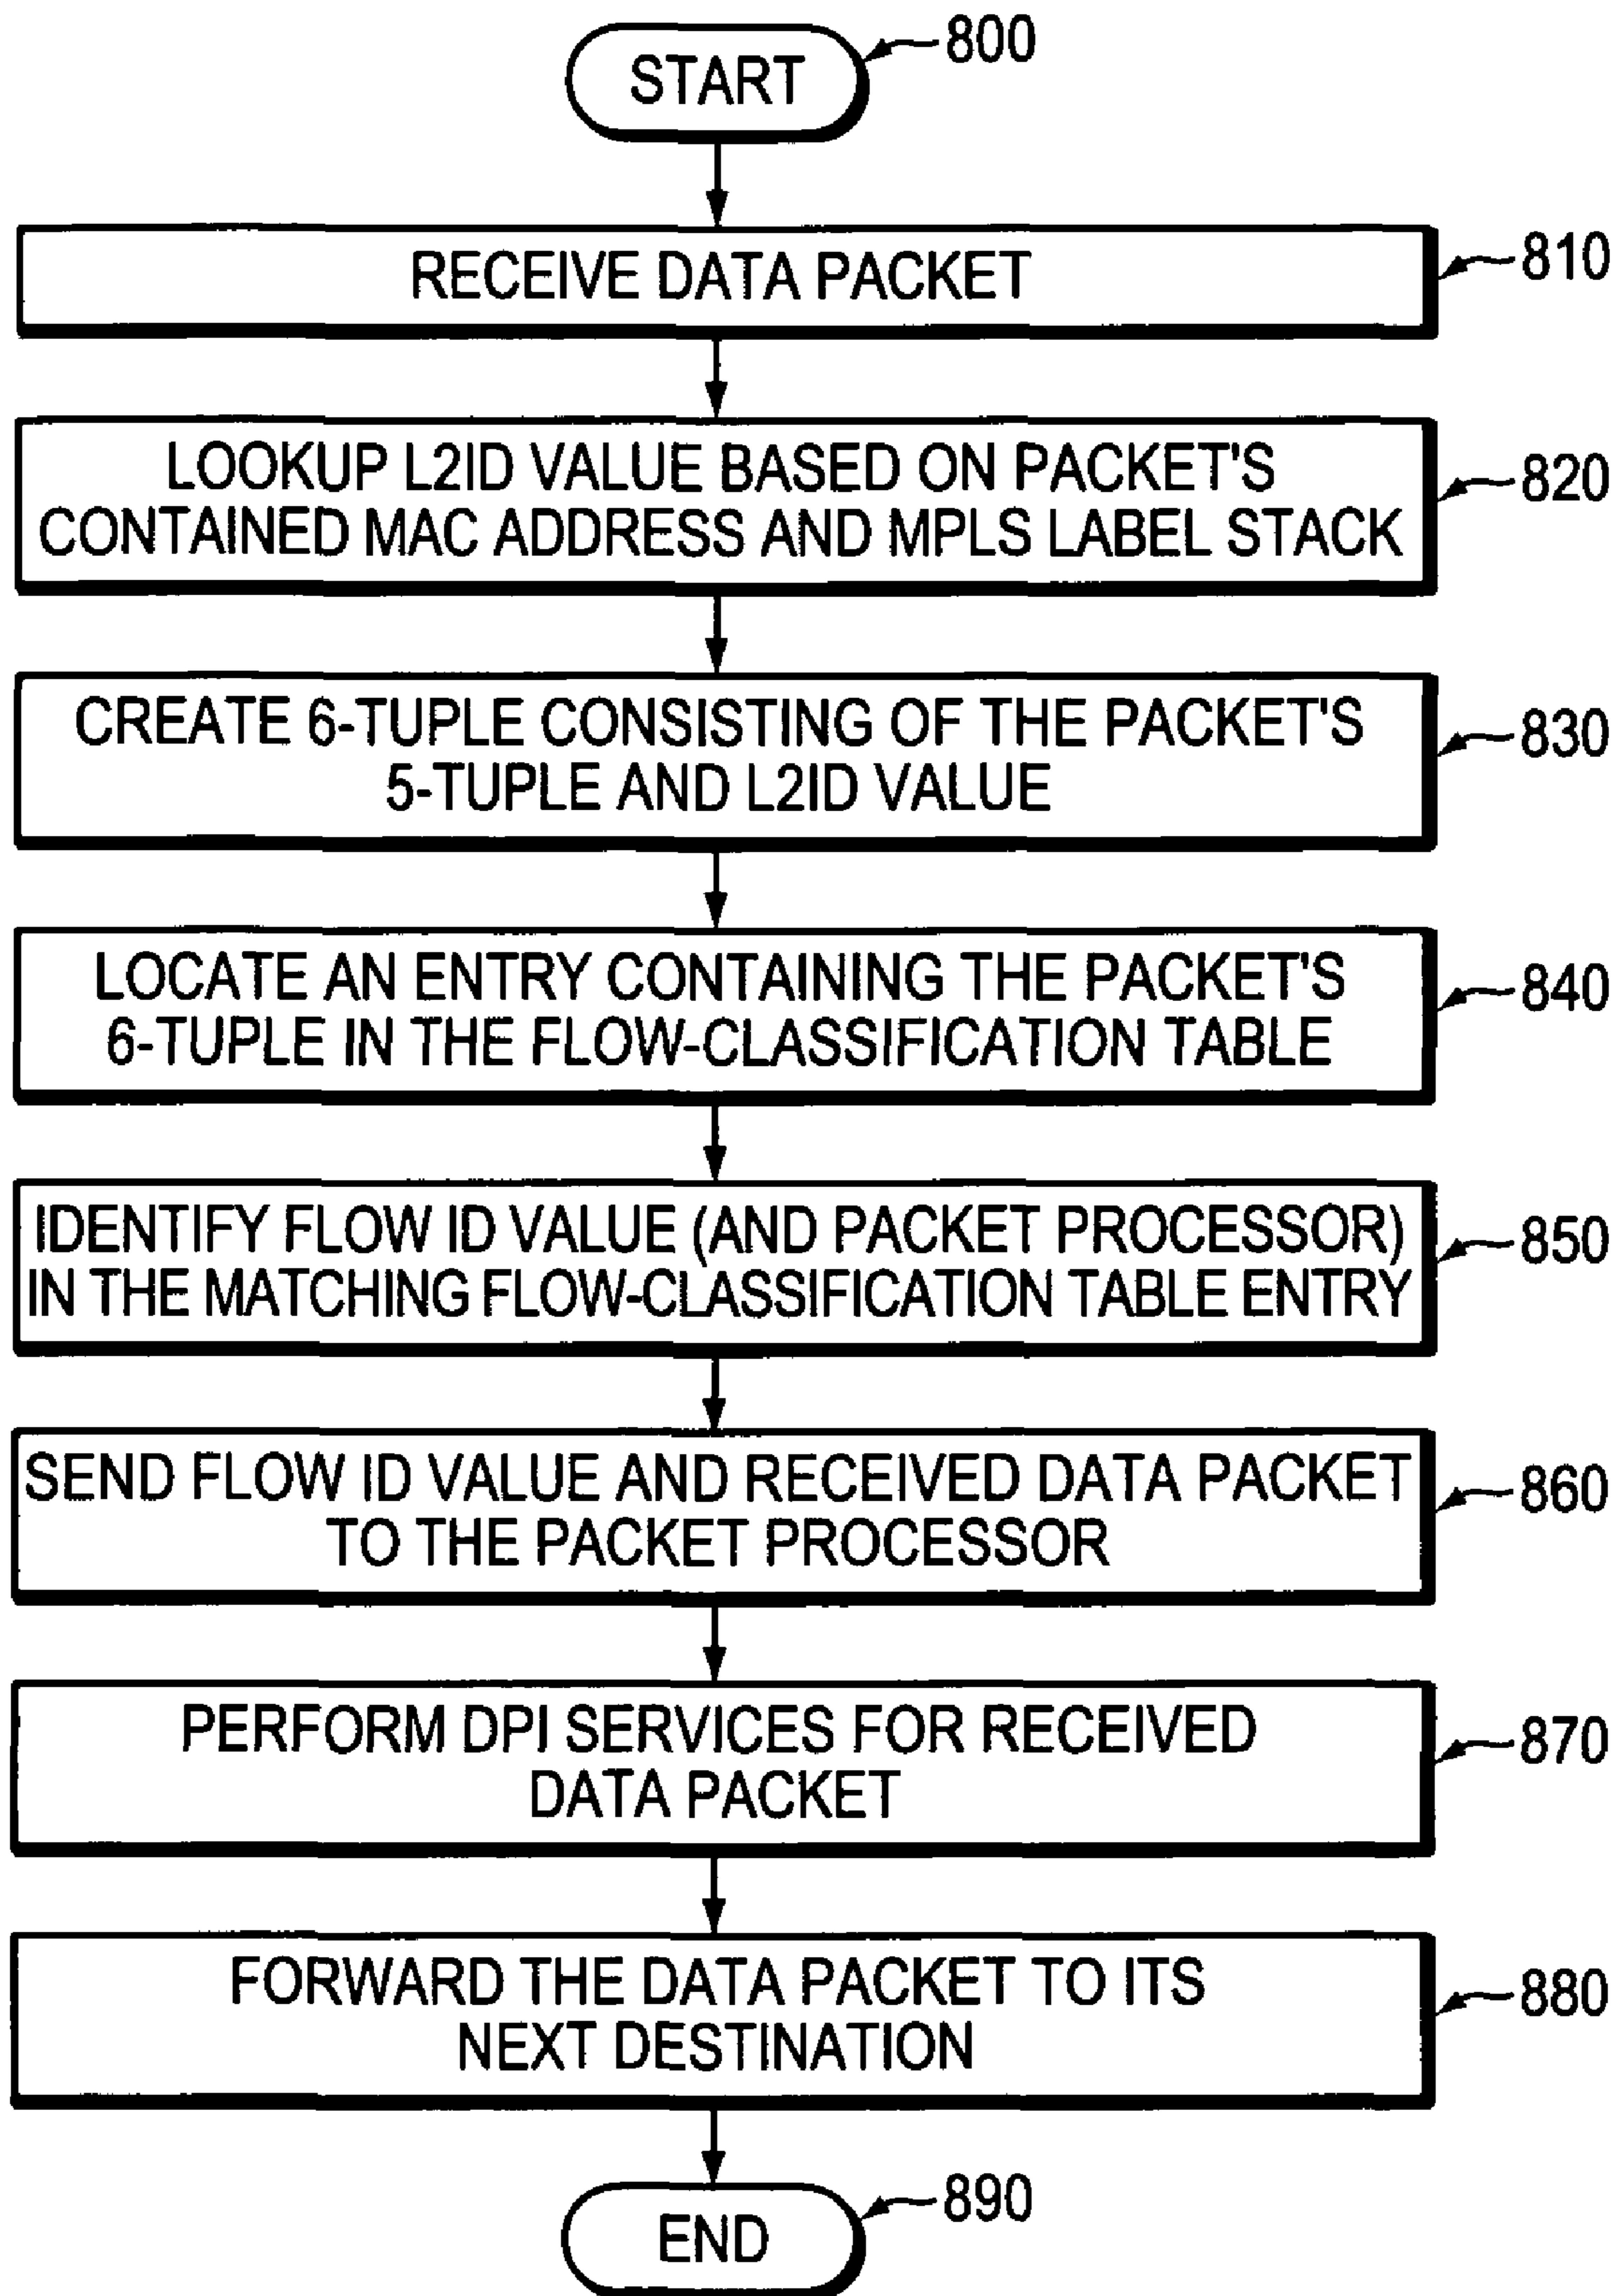 START
800
RECEIVE DATA PACKET
810
LOOKUP L2ID VALUE BASED ON PACKET'S
CONTAINED MAC ADDRESS AND MPLS LABEL STACK
820
CREATE 6-TUPLE CONSISTING OF THE PACKET'S
5-TUPLE AND L2ID VALUE
830
LOCATE AN ENTRY CONTAINING THE PACKET'S
6-TUPLE IN THE FLOW-CLASSIFICATION TABLE
840
IDENTIFY FLOW ID VALUE (AND PACKET PROCESSOR)
IN THE MATCHING FLOW-CLASSIFICATION TABLE ENTRY
850
SEND FLOW ID VALUE AND RECEIVED DATA PACKET
TO THE PACKET PROCESSOR
860
PERFORM DPI SERVICES FOR RECEIVED
DATA PACKET
870
FORWARD THE DATA PACKET TO ITS
NEXT DESTINATION
880
END
890